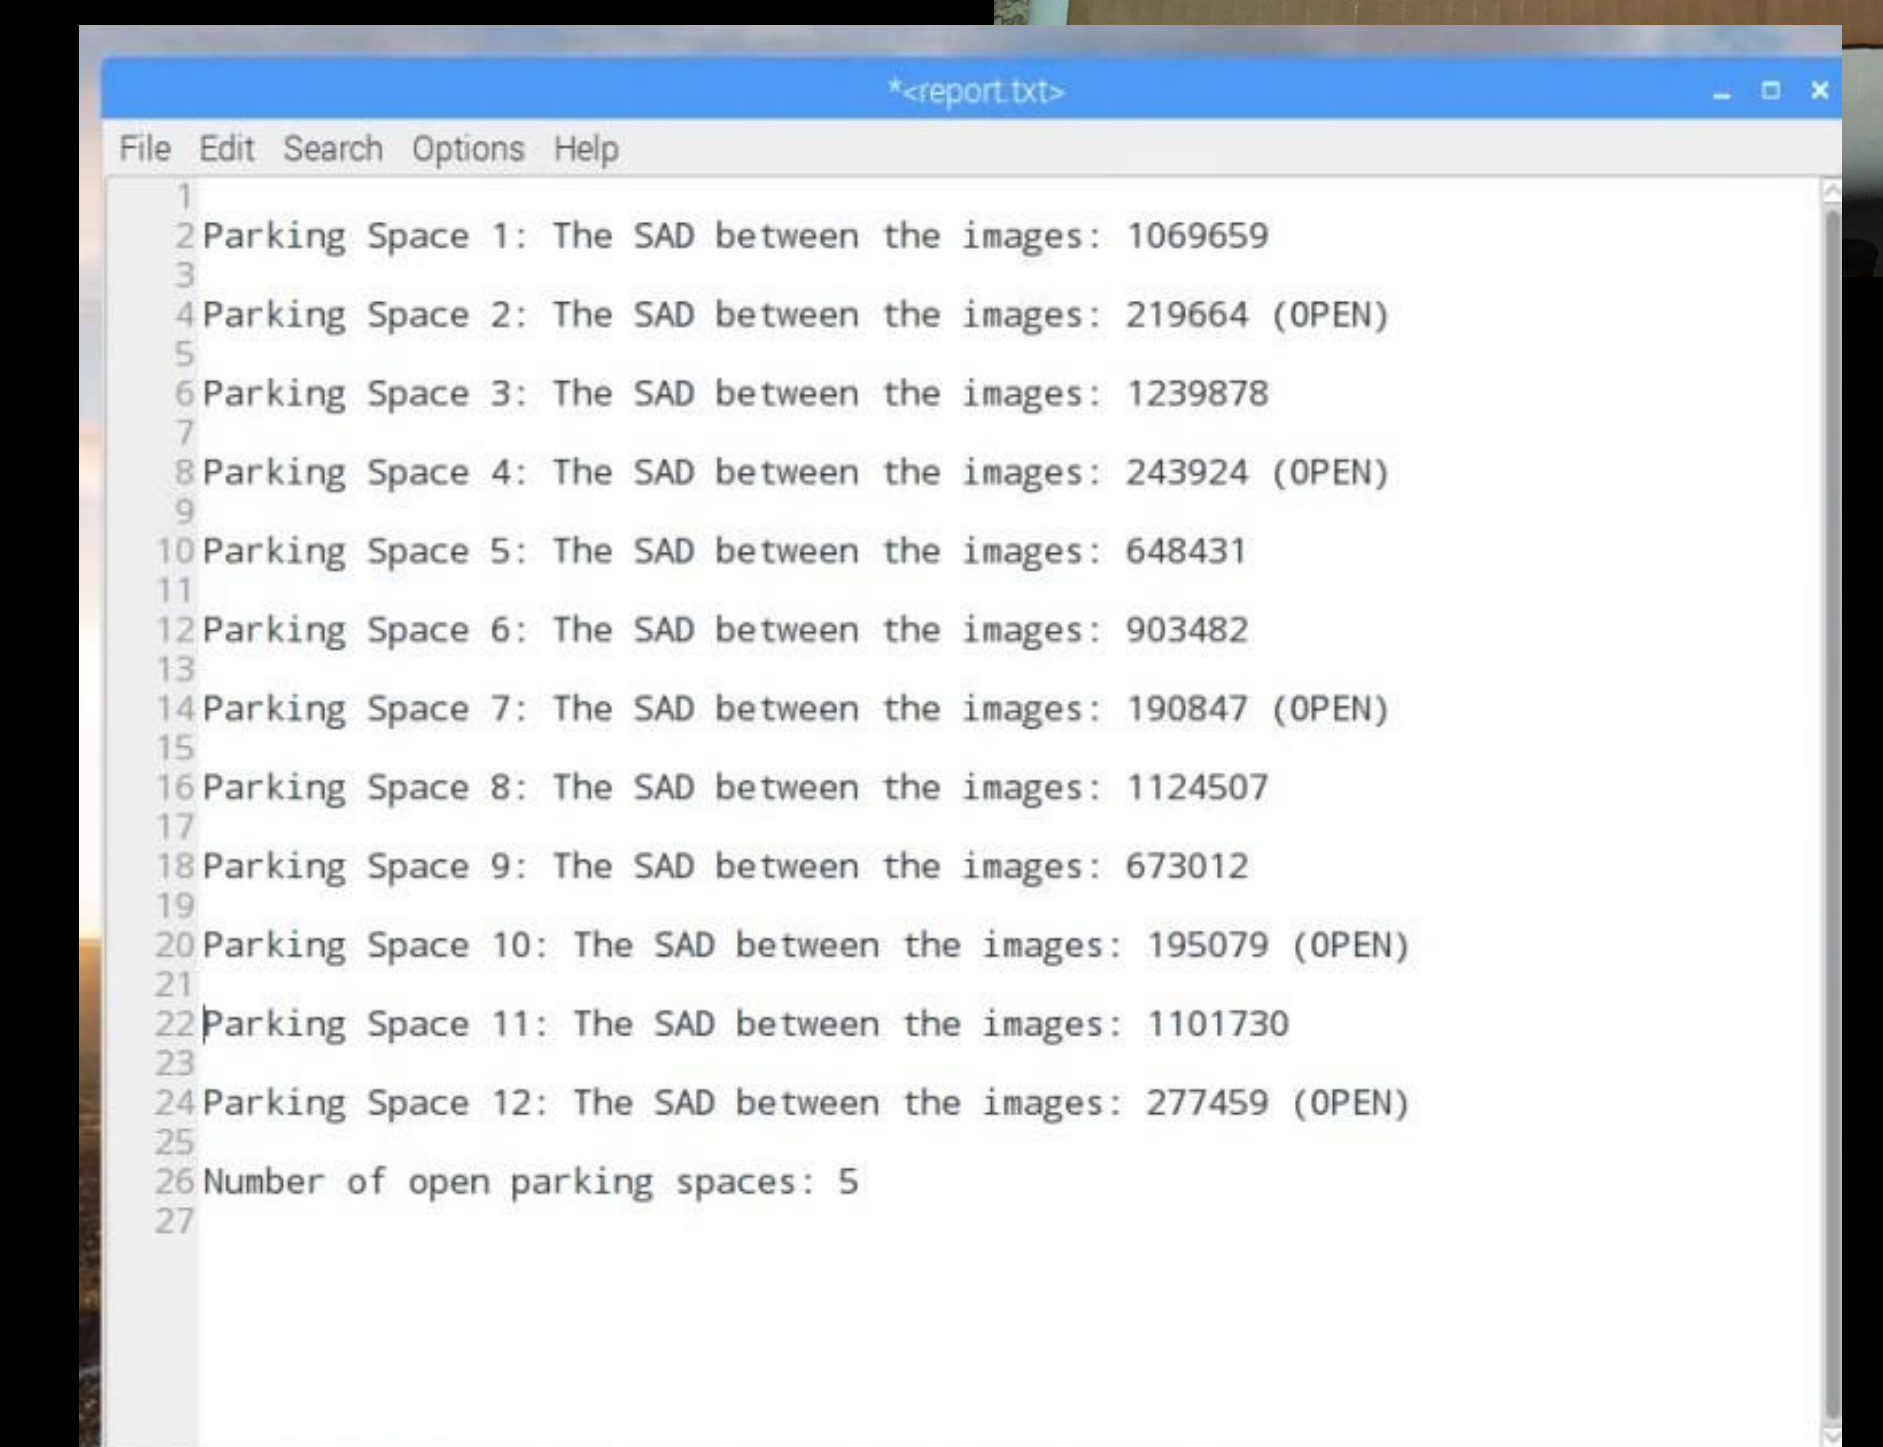 *<report.txt>
File Edit Search Options Help
1
2 Parking Space 1: The SAD between the images: 1069659
3
4 Parking Space 2: The SAD between the images: 219664 (OPEN)
5
6 Parking Space 3: The SAD between the images: 1239878
7
8 Parking Space 4: The SAD between the images: 243924 (OPEN)
9
10 Parking Space 5: The SAD between the images: 648431
11
12 Parking Space 6: The SAD between the images: 903482
13
14 Parking Space 7: The SAD between the images: 190847 (OPEN)
15
16 Parking Space 8: The SAD between the images: 1124507
17
18 Parking Space 9: The SAD between the images: 673012
19
20 Parking Space 10: The SAD between the images: 195079 (OPEN)
21
22 Parking Space 11: The SAD between the images: 1101730
23
24 Parking Space 12: The SAD between the images: 277459 (OPEN)
25
26 Number of open parking spaces: 5
27